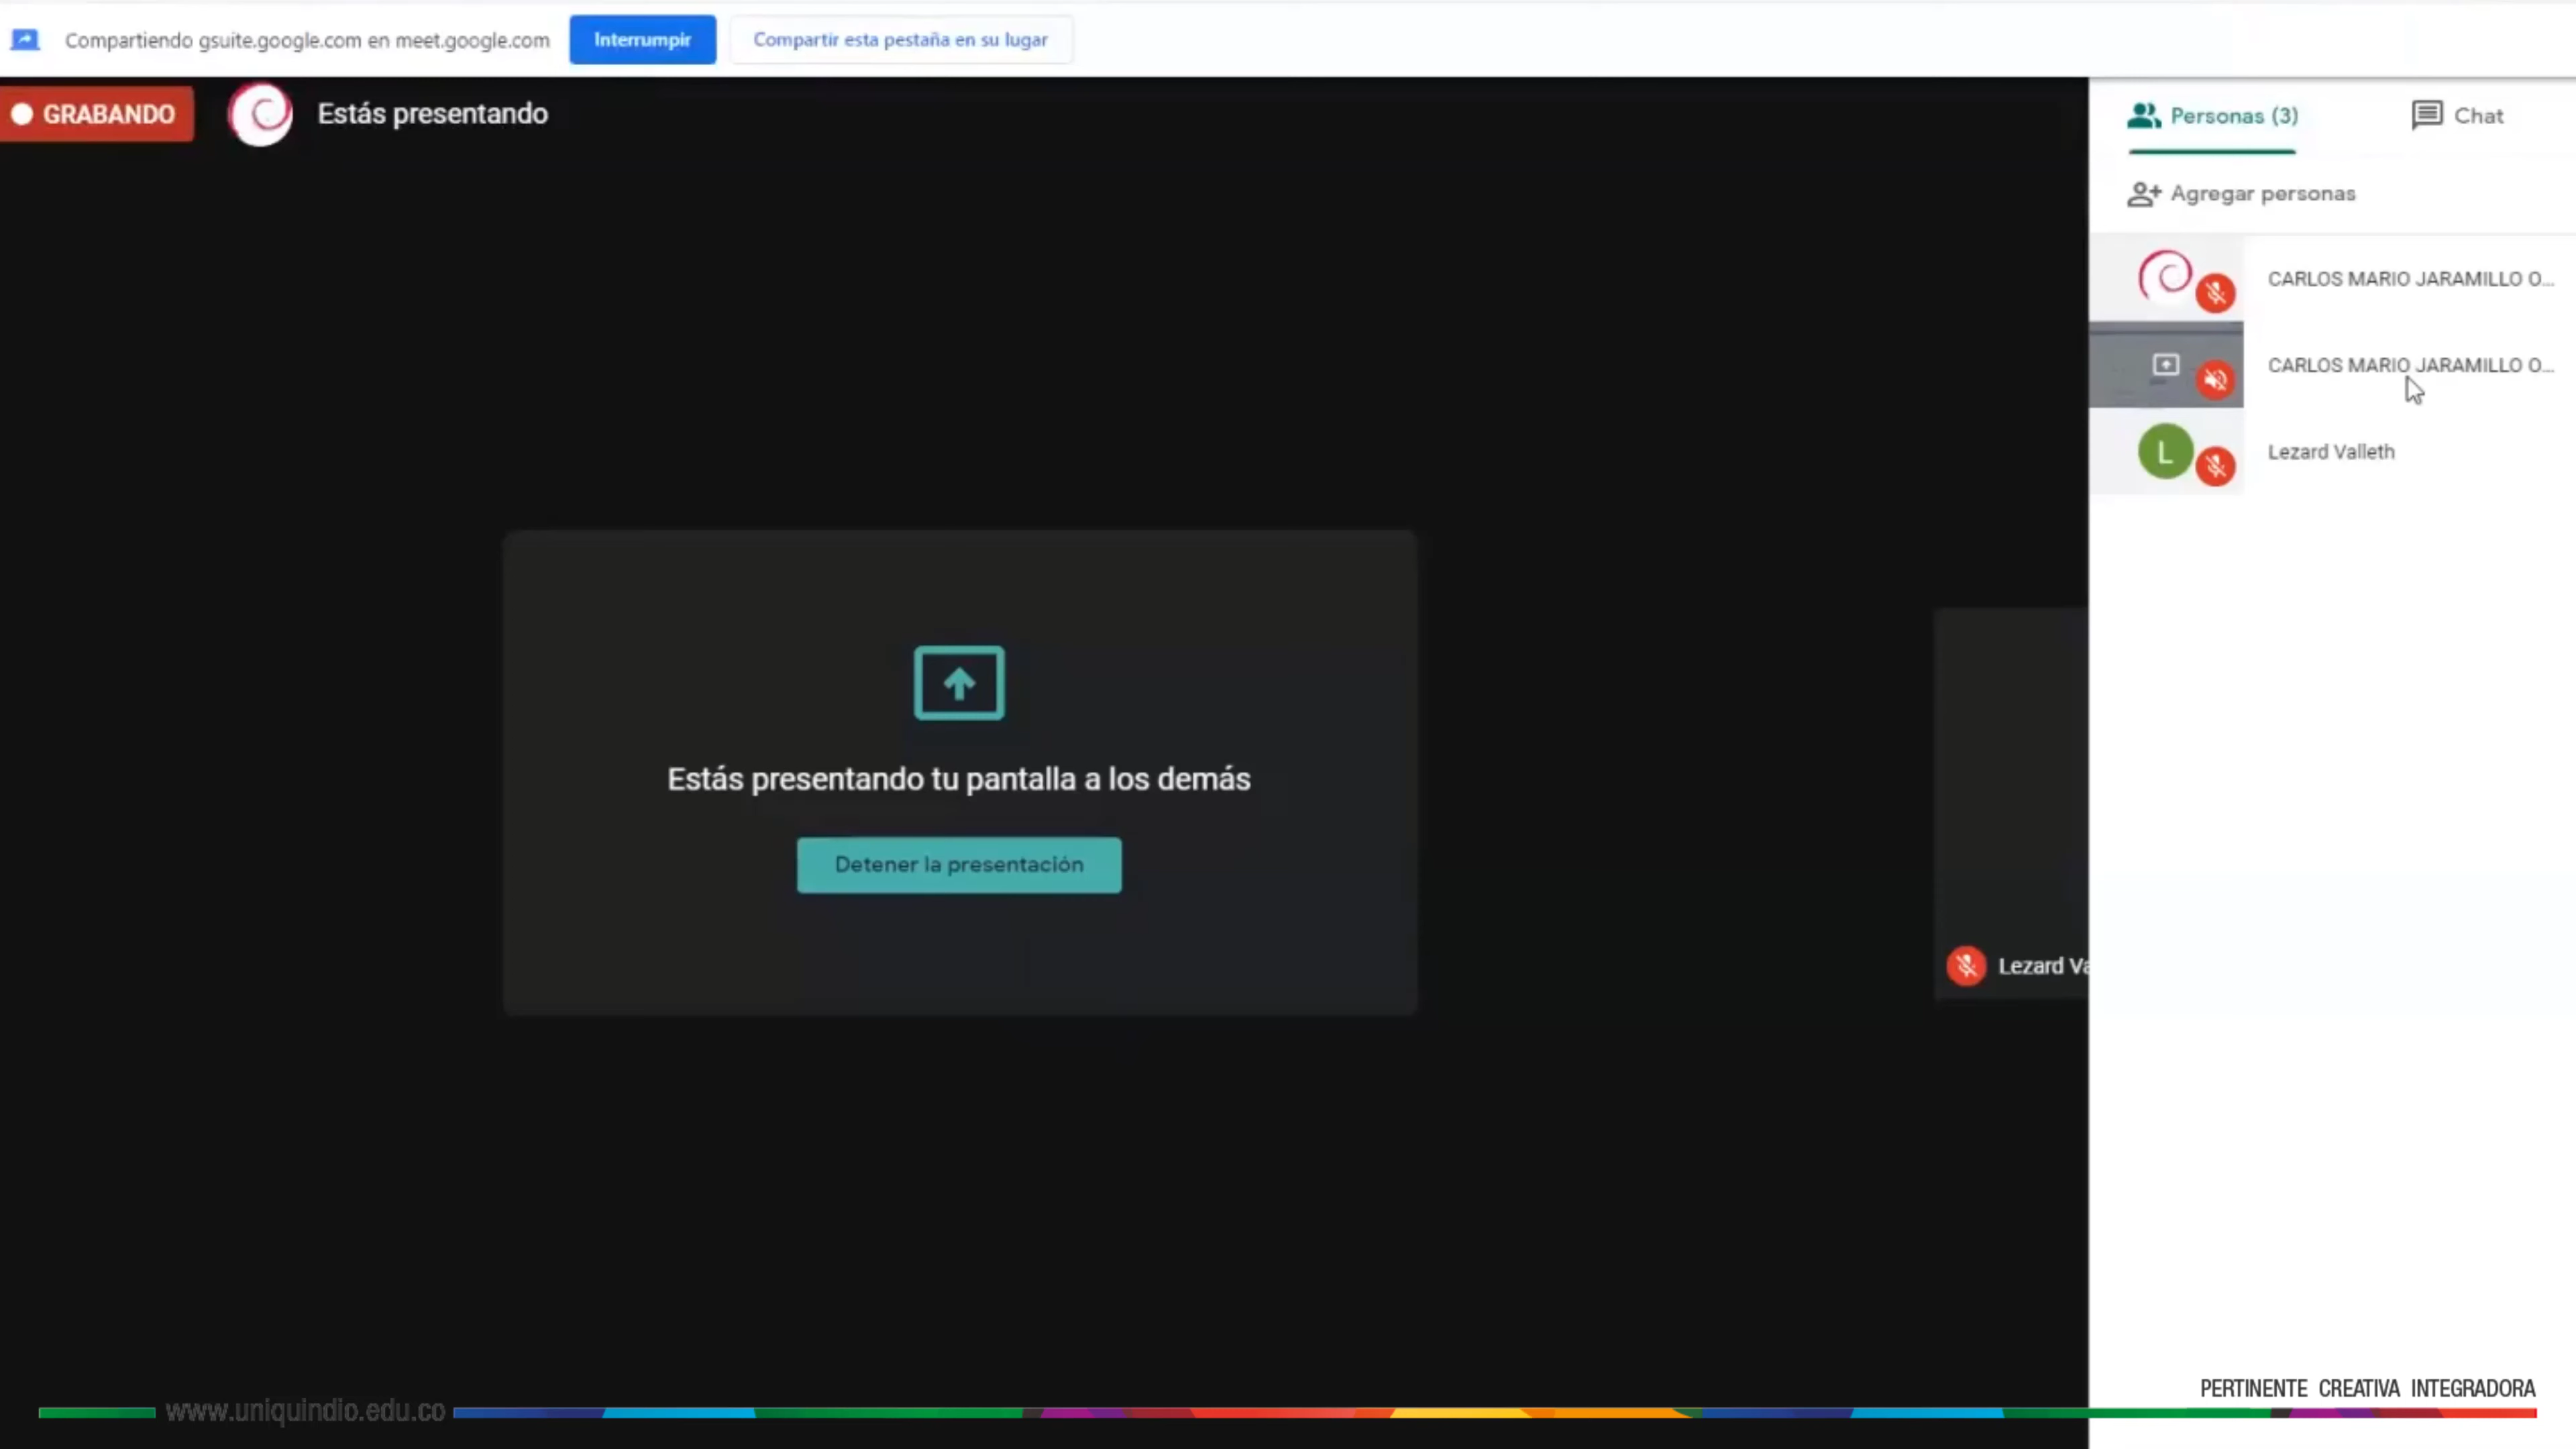 Compartiendo gsuite.google.com en meet.google.com
Interrumpir
Compartir esta pestaña en su lugar
GRABANDO
Estás presentando
Personas (3)
Chat
Agregar personas
CARLOS MARIO JARAMILLO O...
CARLOS MARIO JARAMILLO O...
L
Lezard Valleth
Estás presentando tu pantalla a los demás
Detener la presentación
Lezard Va
PERTINENTE CREATIVA INTEGRADORA
www.uniquindio.edu.co